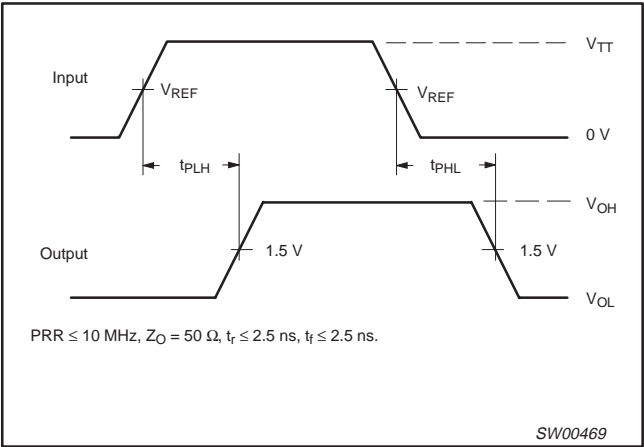 V_TT
Input
V_REF
V_REF
0 V
t_PLH
t_PHL
V_OH
Output
1.5 V
1.5 V
V_OL
PRR ≤ 10 MHz, Z_O = 50 Ω, t_r ≤ 2.5 ns, t_f ≤ 2.5 ns.
SW00469